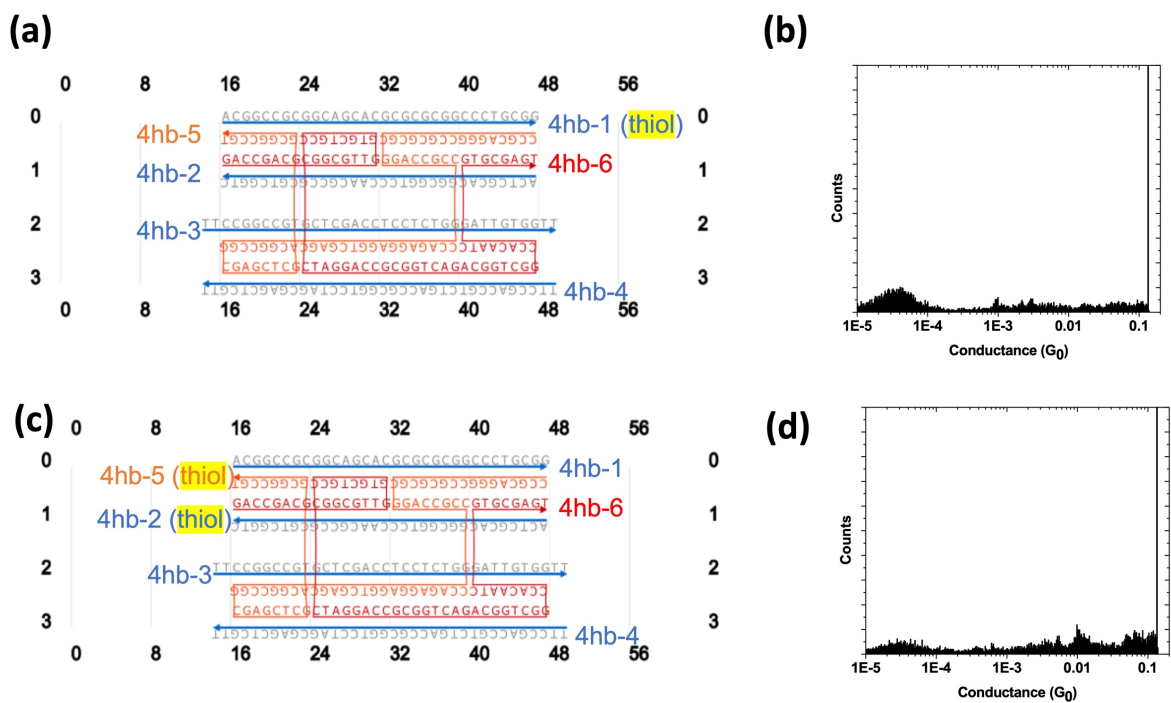 (a)
0 8 16 24 32 40 48 56
0 ACGGCCGCGGCAGCACGCGCGCGGCCCTGCGG 4hb-1 (thiol) 0
4hb-5
1 GACCGACGCGGCGTTGGGACCGCCGTGCGAGT 4hb-6 1
4hb-2
2 TTCCGGCCGTGCTCGACCTCCTCTGGGATTGTGGTT 2
4hb-3
3 CGAGCTCGCTAGGACCGCGGTCAGACGGTCGG 3
4hb-4
0 8 16 24 32 40 48 56
(b)
Counts
1E-5 1E-4 1E-3 0.01 0.1
Conductance (G0)
(c)
0 8 16 24 32 40 48 56
0 ACGGCCGCGGCAGCACGCGCGCGGCCCTGCGG 4hb-1 0
4hb-5 (thiol)
1 GACCGACGCGGCGTTGGGACCGCCGTGCGAGT 4hb-6 1
4hb-2 (thiol)
2 TTCCGGCCGTGCTCGACCTCCTCTGGGATTGTGGTT 2
4hb-3
3 CGAGCTCGCTAGGACCGCGGTCAGACGGTCGG 3
4hb-4
0 8 16 24 32 40 48 56
(d)
Counts
1E-5 1E-4 1E-3 0.01 0.1
Conductance (G0)